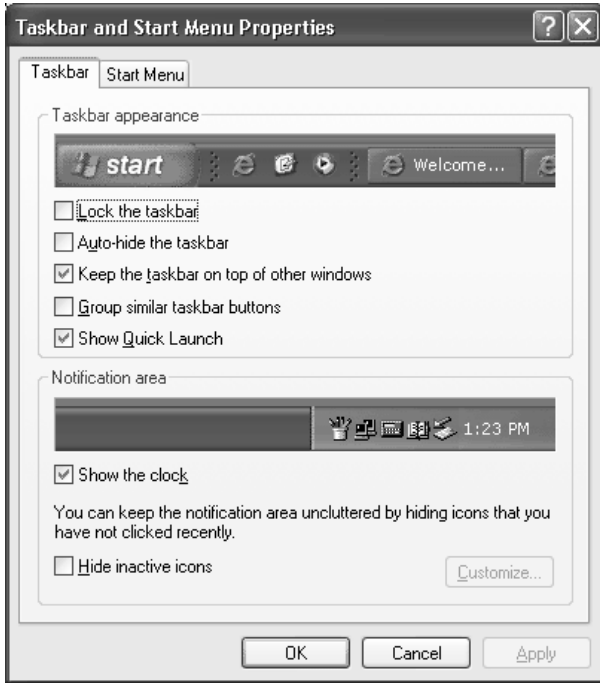 Taskbar and Start Menu Properties
Taskbar
Start Menu
Taskbar appearance
start
Welcome...
Lock the taskbar
Auto-hide the taskbar
Keep the taskbar on top of other windows
Group similar taskbar buttons
Show Quick Launch
Notification area
1:23 PM
Show the clock
You can keep the notification area uncluttered by hiding icons that you
have not clicked recently.
Hide inactive icons
Customize...
OK
Cancel
Apply